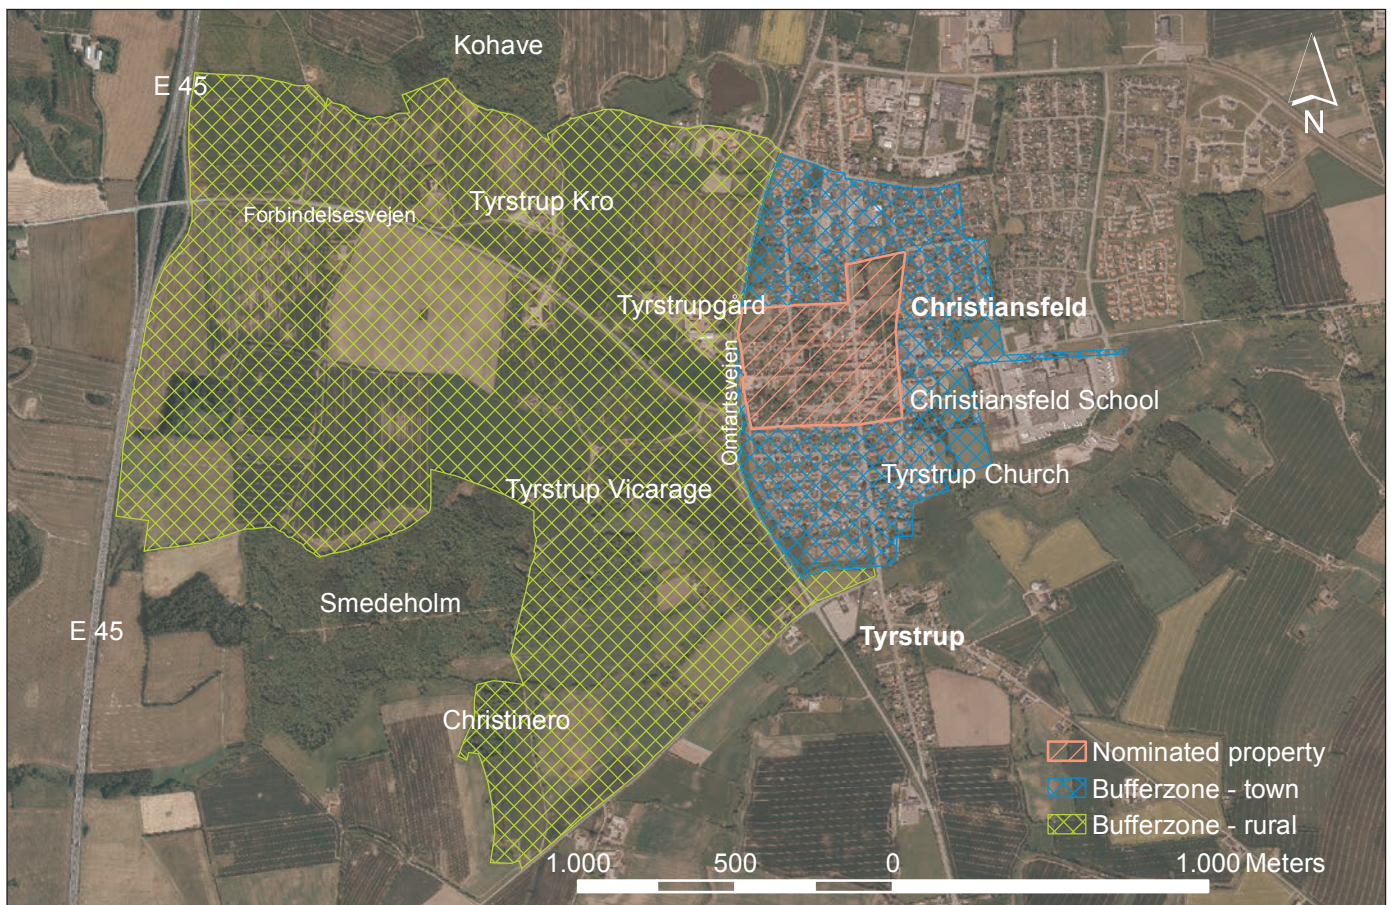 Kohave
E 45
N
Tyrstrup Kro
Forbindelsesvejen
Tyrstrupgård
Christiansfeld
Omfartsvejen
Christiansfeld School
Tyrstrup Church
Tyrstrup Vicarage
Smedeholm
E 45
Tyrstrup
Christinero
Nominated property
Bufferzone - town
Bufferzone - rural
1.000 500 0 1.000 Meters